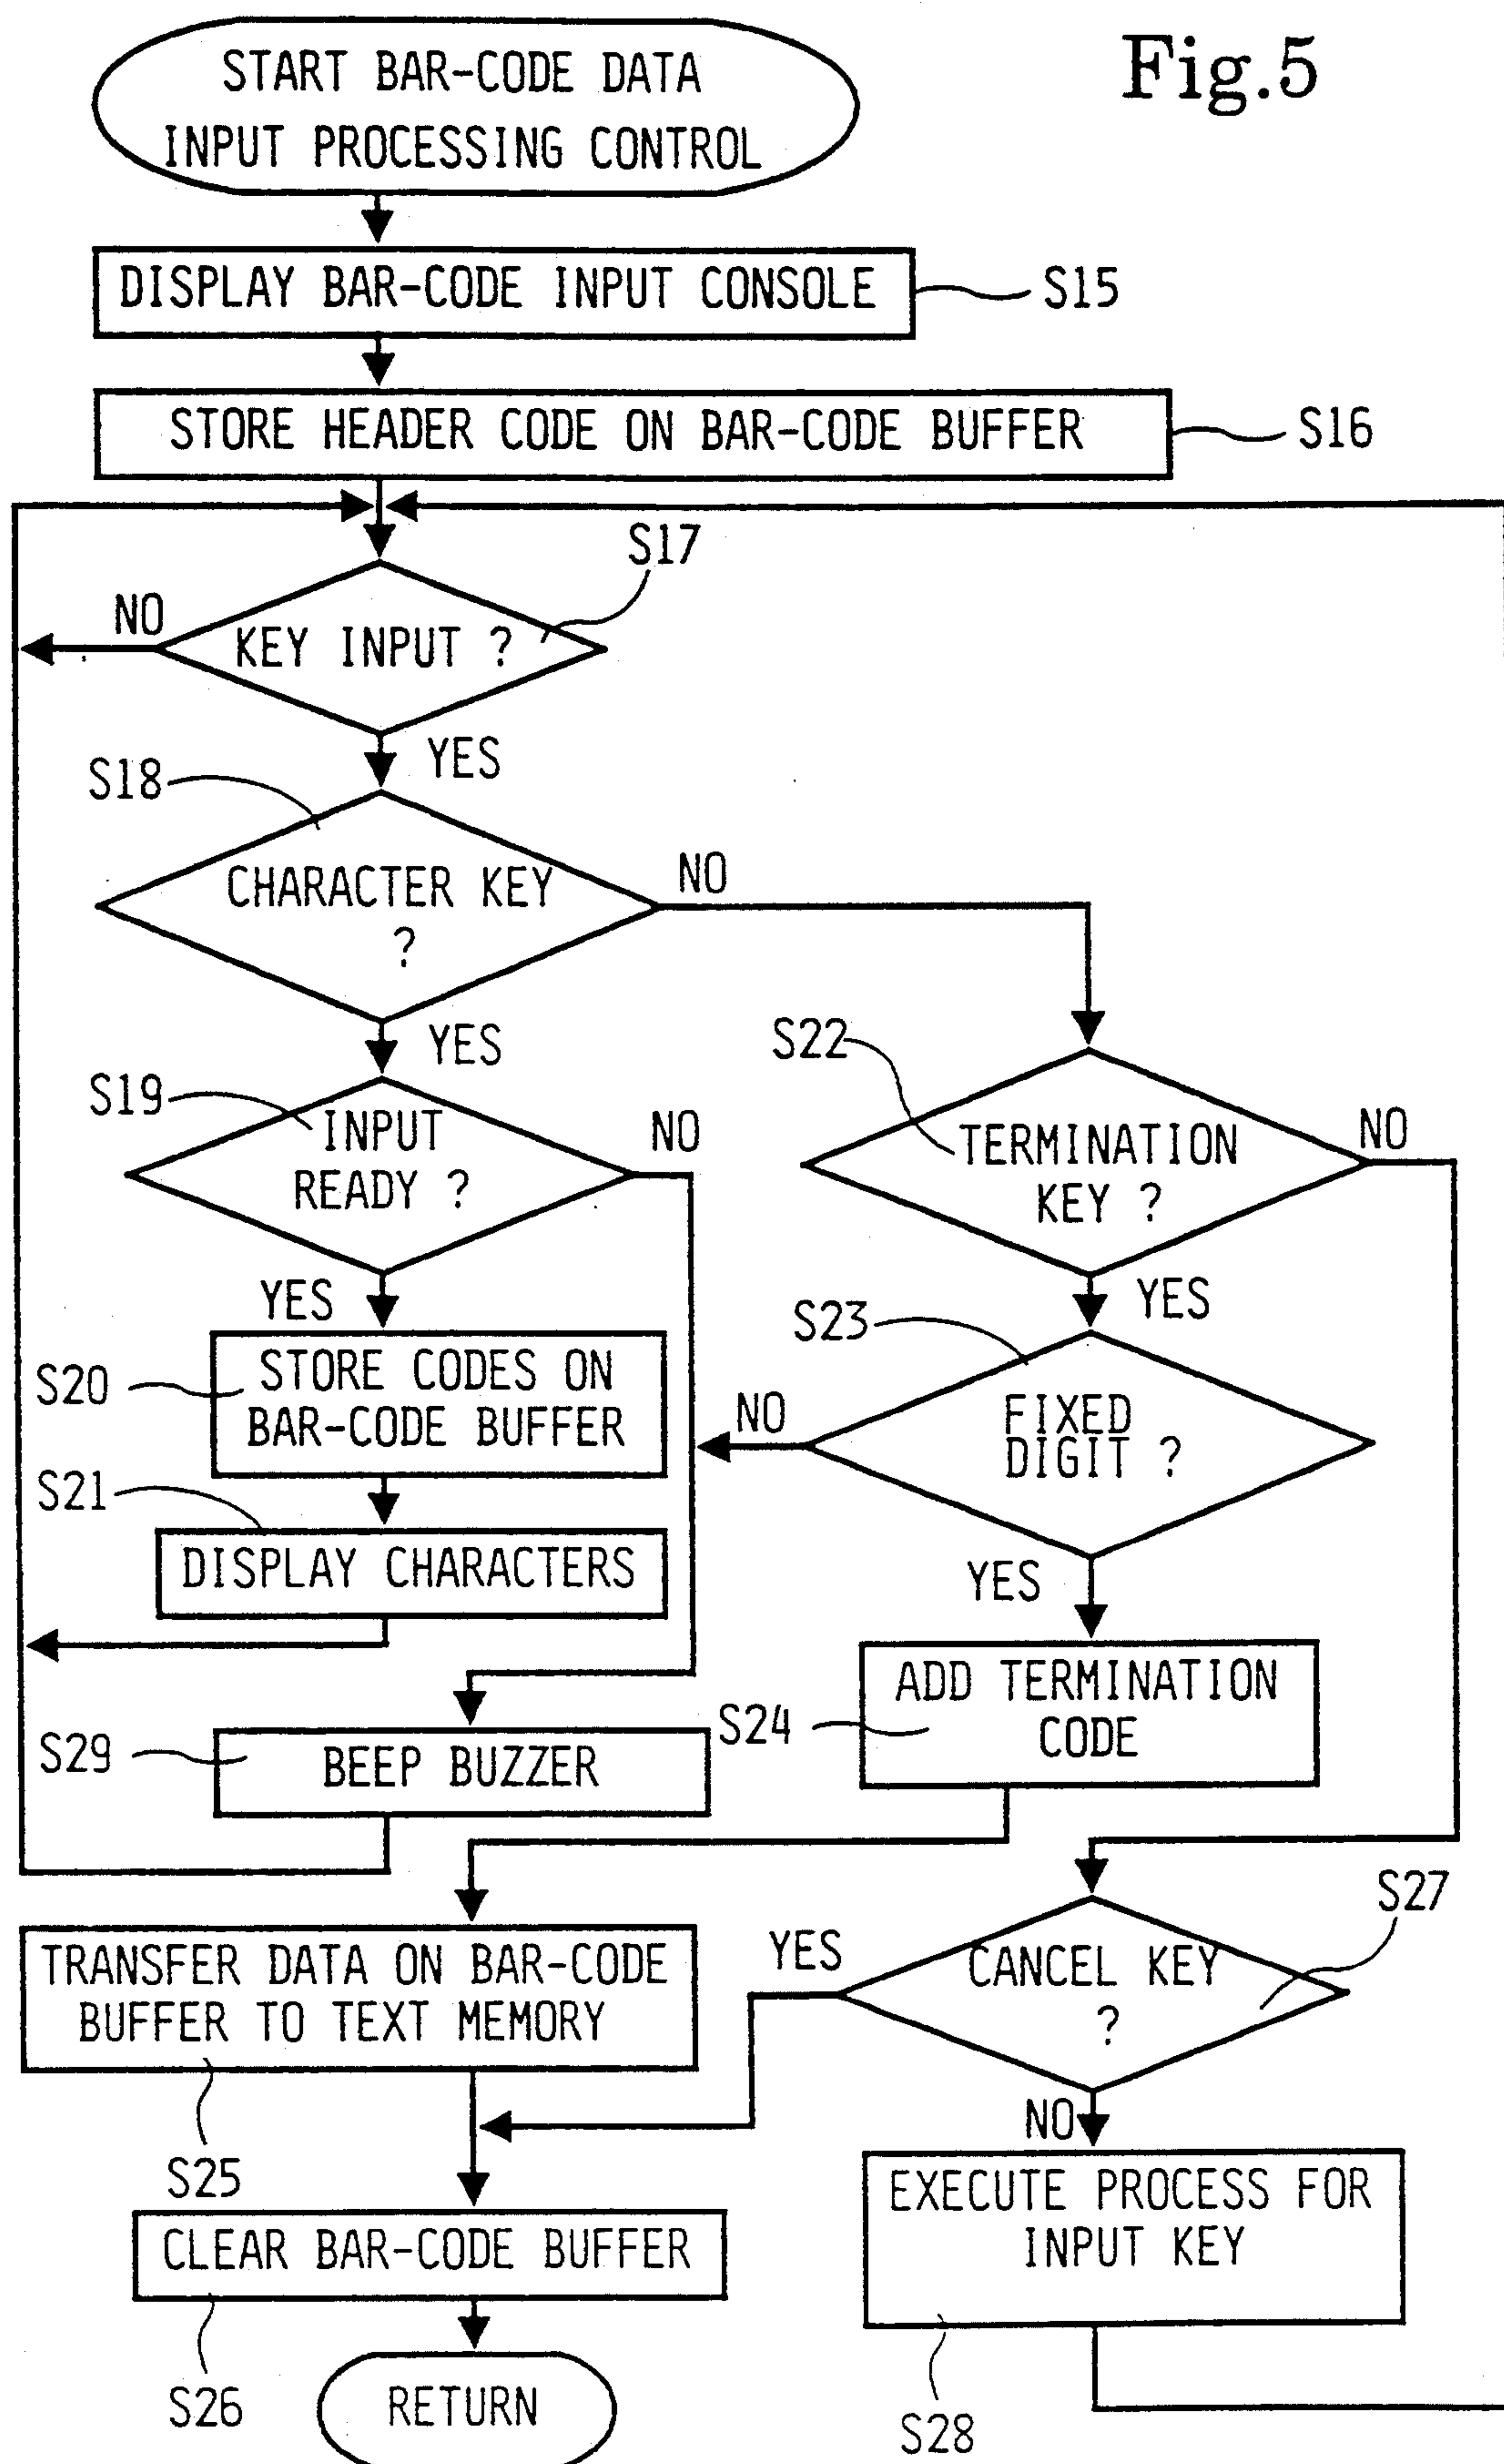 Fig.5
START BAR-CODE DATA
INPUT PROCESSING CONTROL
DISPLAY BAR-CODE INPUT CONSOLE
S15
STORE HEADER CODE ON BAR-CODE BUFFER
S16
S17
NO
KEY INPUT ?
YES
S18
CHARACTER KEY
?
NO
YES
S19
INPUT
READY ?
NO
S22
TERMINATION
KEY ?
NO
YES
YES
S20
STORE CODES ON
BAR-CODE BUFFER
S23
FIXED
DIGIT ?
NO
S21
DISPLAY CHARACTERS
YES
S24
ADD TERMINATION
CODE
S29
BEEP BUZZER
S27
TRANSFER DATA ON BAR-CODE
BUFFER TO TEXT MEMORY
YES
CANCEL KEY
?
NO
S25
EXECUTE PROCESS FOR
INPUT KEY
CLEAR BAR-CODE BUFFER
S26
S28
RETURN